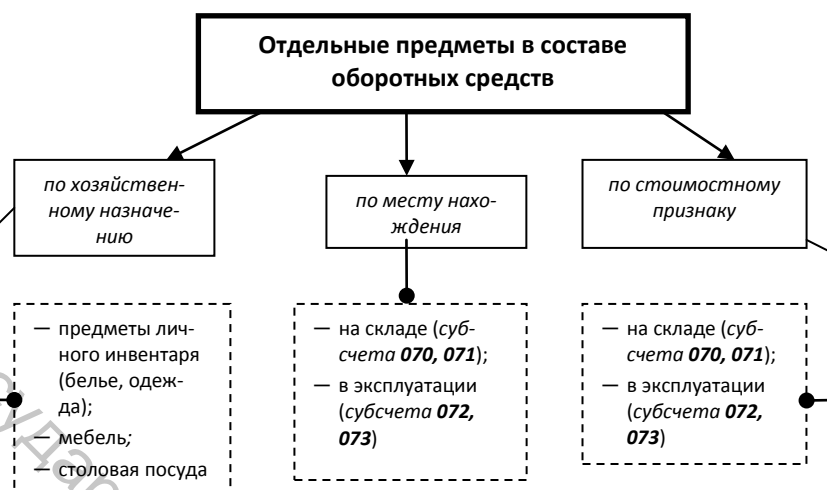 Отдельные предметы в составе
оборотных средств
по хозяйствен-
ному назначе-
нию
по месту нахо-
ждения
по стоимостному
признаку
— предметы лич-
ного инвентаря
(белье, одеж-
да);
— мебель;
— столовая посуда
— на складе (суб-
счета 070, 071);
— в эксплуатации
(субсчета 072,
073)
— на складе (суб-
счета 070, 071);
— в эксплуатации
(субсчета 072,
073)